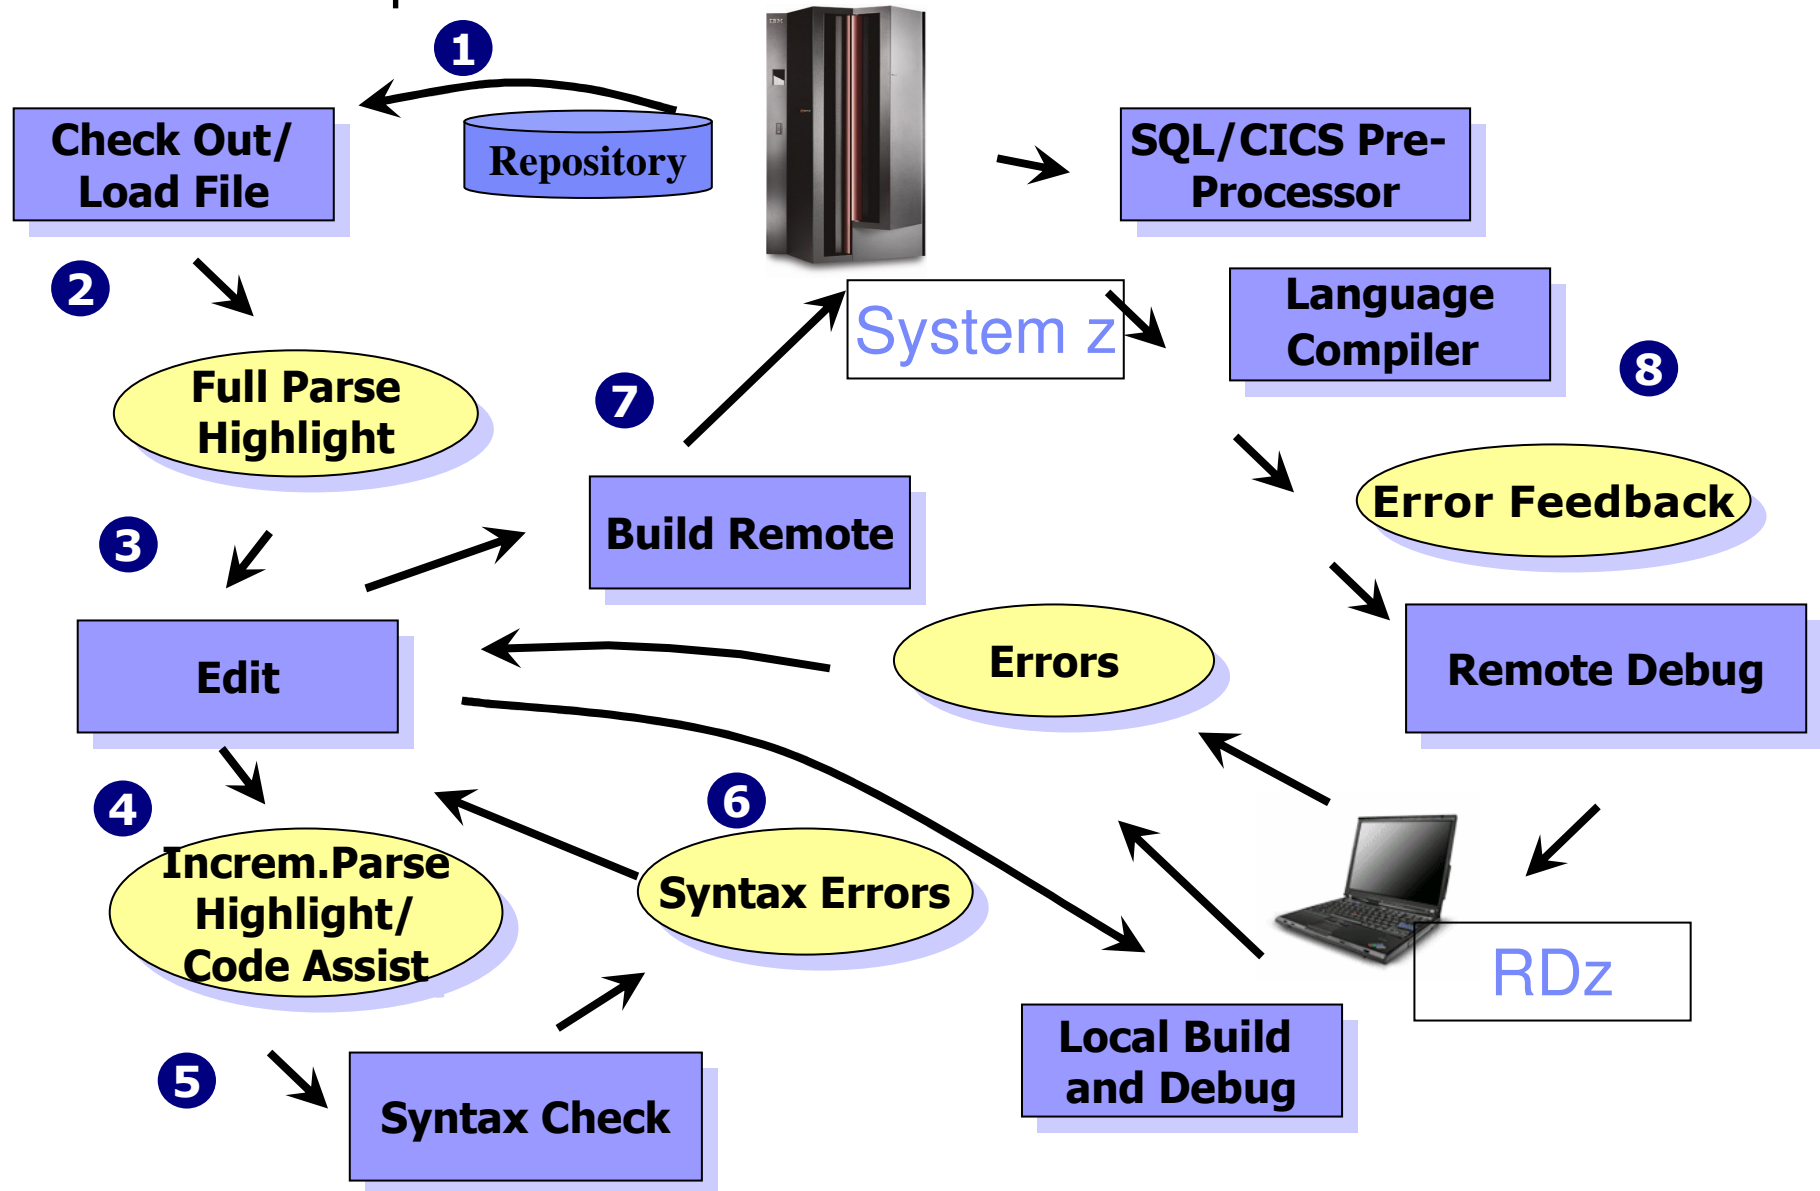 1
Check Out/
Load File
Repository
SQL/CICS Pre-
Processor
2
System z
Language
Compiler
8
Full Parse
Highlight
7
Error Feedback
3
Build Remote
Edit
Errors
Remote Debug
4
6
Increm.Parse
Highlight/
Code Assist
Syntax Errors
RDz
5
Syntax Check
Local Build
and Debug